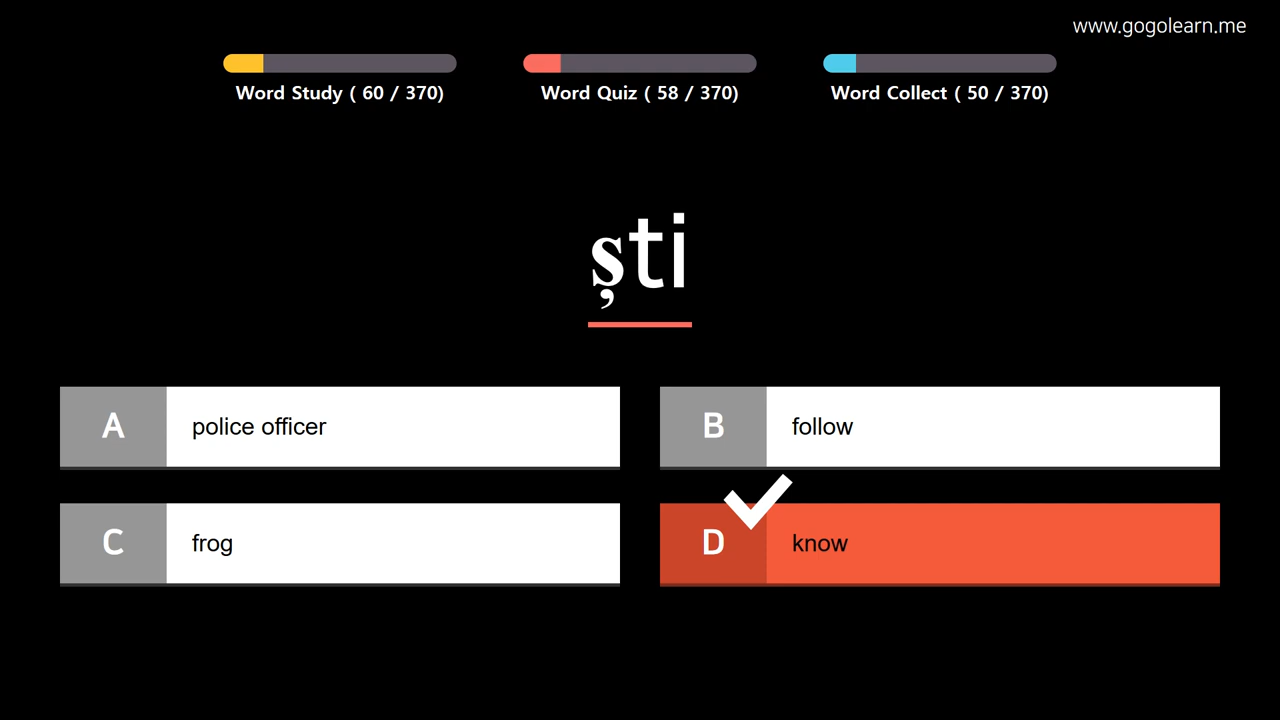 www.gogolearn.me
Word Study ( 60 / 370)
Word Quiz ( 58 / 370)
Word Collect ( 50 / 370)
ști
A police officer
B follow
C frog
D know